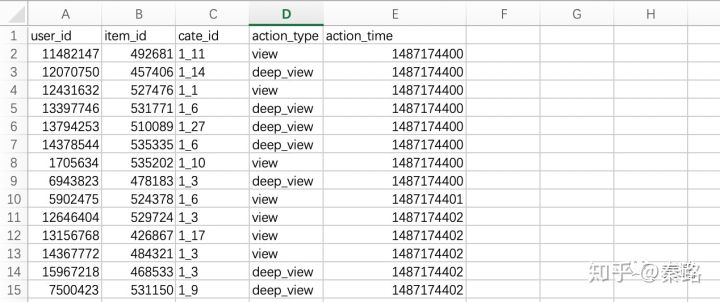 A B C D E F G H
1 user_id item_id cate_id action_type action_time
2 11482147 492681 1_11 view 1487174400
3 12070750 457406 1_14 deep_view 1487174400
4 12431632 527476 1_1 view 1487174400
5 13397746 531771 1_6 deep_view 1487174400
6 13794253 510089 1_27 deep_view 1487174400
7 14378544 535335 1_6 deep_view 1487174400
8 1705634 535202 1_10 view 1487174400
9 6943823 478183 1_3 deep_view 1487174400
10 5902475 524378 1_6 view 1487174401
11 12646404 529724 1_3 view 1487174402
12 13156768 426867 1_17 view 1487174402
13 14367772 484321 1_3 view 1487174402
14 15967218 468533 1_3 deep_view 1487174402
15 7500423 531150 1_9 deep_view 1487174402
知乎 @秦路